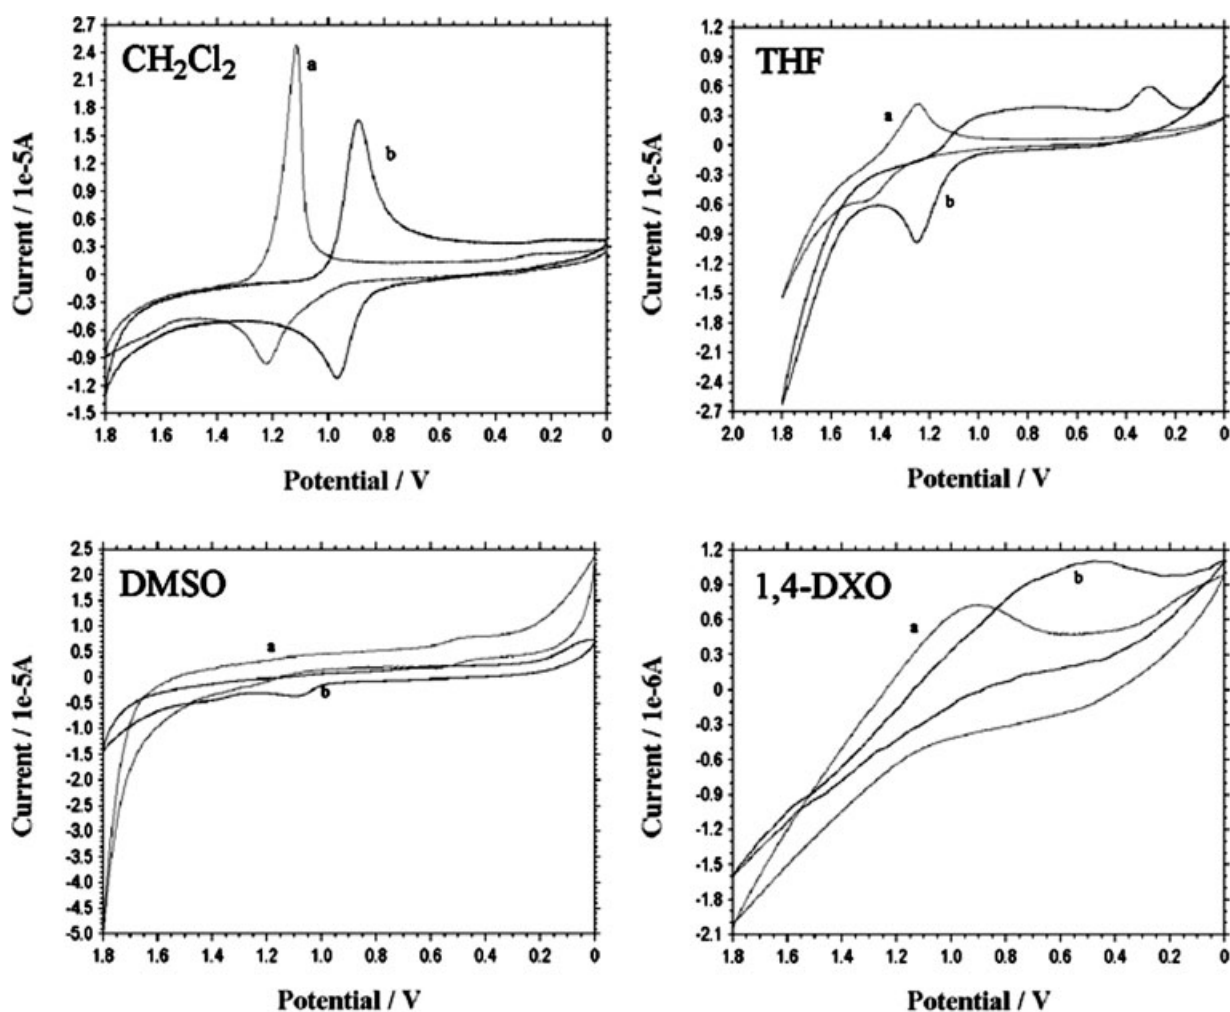 CH2Cl2
a
b
2.7
2.4
2.1
1.8
1.5
1.2
0.9
0.6
0.3
0
-0.3
-0.6
-0.9
-1.2
-1.5
Current / 1e-5A
1.8 1.6 1.4 1.2 1.0 0.8 0.6 0.4 0.2 0
Potential / V
THF
a
b
1.2
0.9
0.6
0.3
0
-0.3
-0.6
-0.9
-1.2
-1.5
-1.8
-2.1
-2.4
-2.7
Current / 1e-5A
2.0 1.8 1.6 1.4 1.2 1.0 0.8 0.6 0.4 0.2 0
Potential / V
DMSO
a
b
2.5
2.0
1.5
1.0
0.5
0
-0.5
-1.0
-1.5
-2.0
-2.5
-3.0
-3.5
-4.0
-4.5
-5.0
Current / 1e-5A
1.8 1.6 1.4 1.2 1.0 0.8 0.6 0.4 0.2 0
Potential / V
1,4-DXO
b
a
1.2
0.9
0.6
0.3
0
-0.3
-0.6
-0.9
-1.2
-1.5
-1.8
-2.1
Current / 1e-6A
1.8 1.6 1.4 1.2 1.0 0.8 0.6 0.4 0.2 0
Potential / V